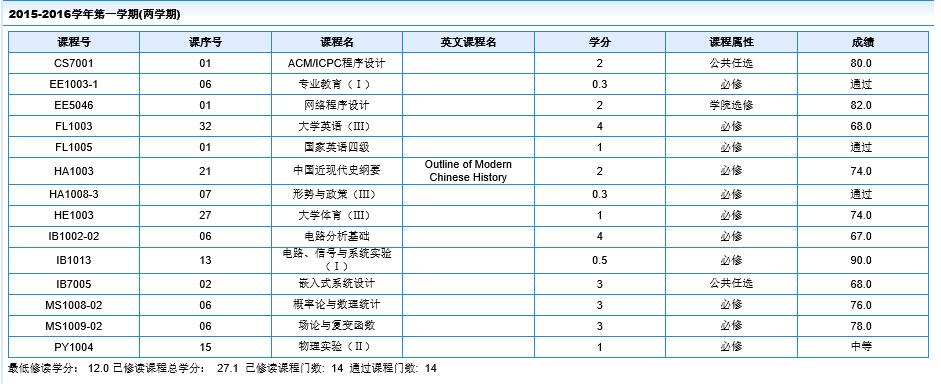 2015-2016学年第一学期(两学期)
课程号 课序号 课程名 英文课程名 学分 课程属性 成绩
CS7001 01 ACM/ICPC程序设计 2 公共任选 80.0
EE1003-1 06 专业教育（Ⅰ） 0.3 必修 通过
EE5046 01 网络程序设计 2 学院选修 82.0
FL1003 32 大学英语（Ⅲ） 4 必修 68.0
FL1005 01 国家英语四级 1 必修 通过
HA1003 21 中国近现代史纲要 Outline of Modern Chinese History 2 必修 74.0
HA1008-3 07 形势与政策（Ⅲ） 0.3 必修 通过
HE1003 27 大学体育（Ⅲ） 1 必修 74.0
IB1002-02 06 电路分析基础 4 必修 67.0
IB1013 13 电路、信号与系统实验（Ⅰ） 0.5 必修 90.0
IB7005 02 嵌入式系统设计 3 公共任选 68.0
MS1008-02 06 概率论与数理统计 3 必修 76.0
MS1009-02 06 场论与复变函数 3 必修 78.0
PY1004 15 物理实验（Ⅱ） 1 必修 中等
最低修读学分： 12.0 已修读课程总学分： 27.1 已修读课程门数: 14 通过课程门数: 14